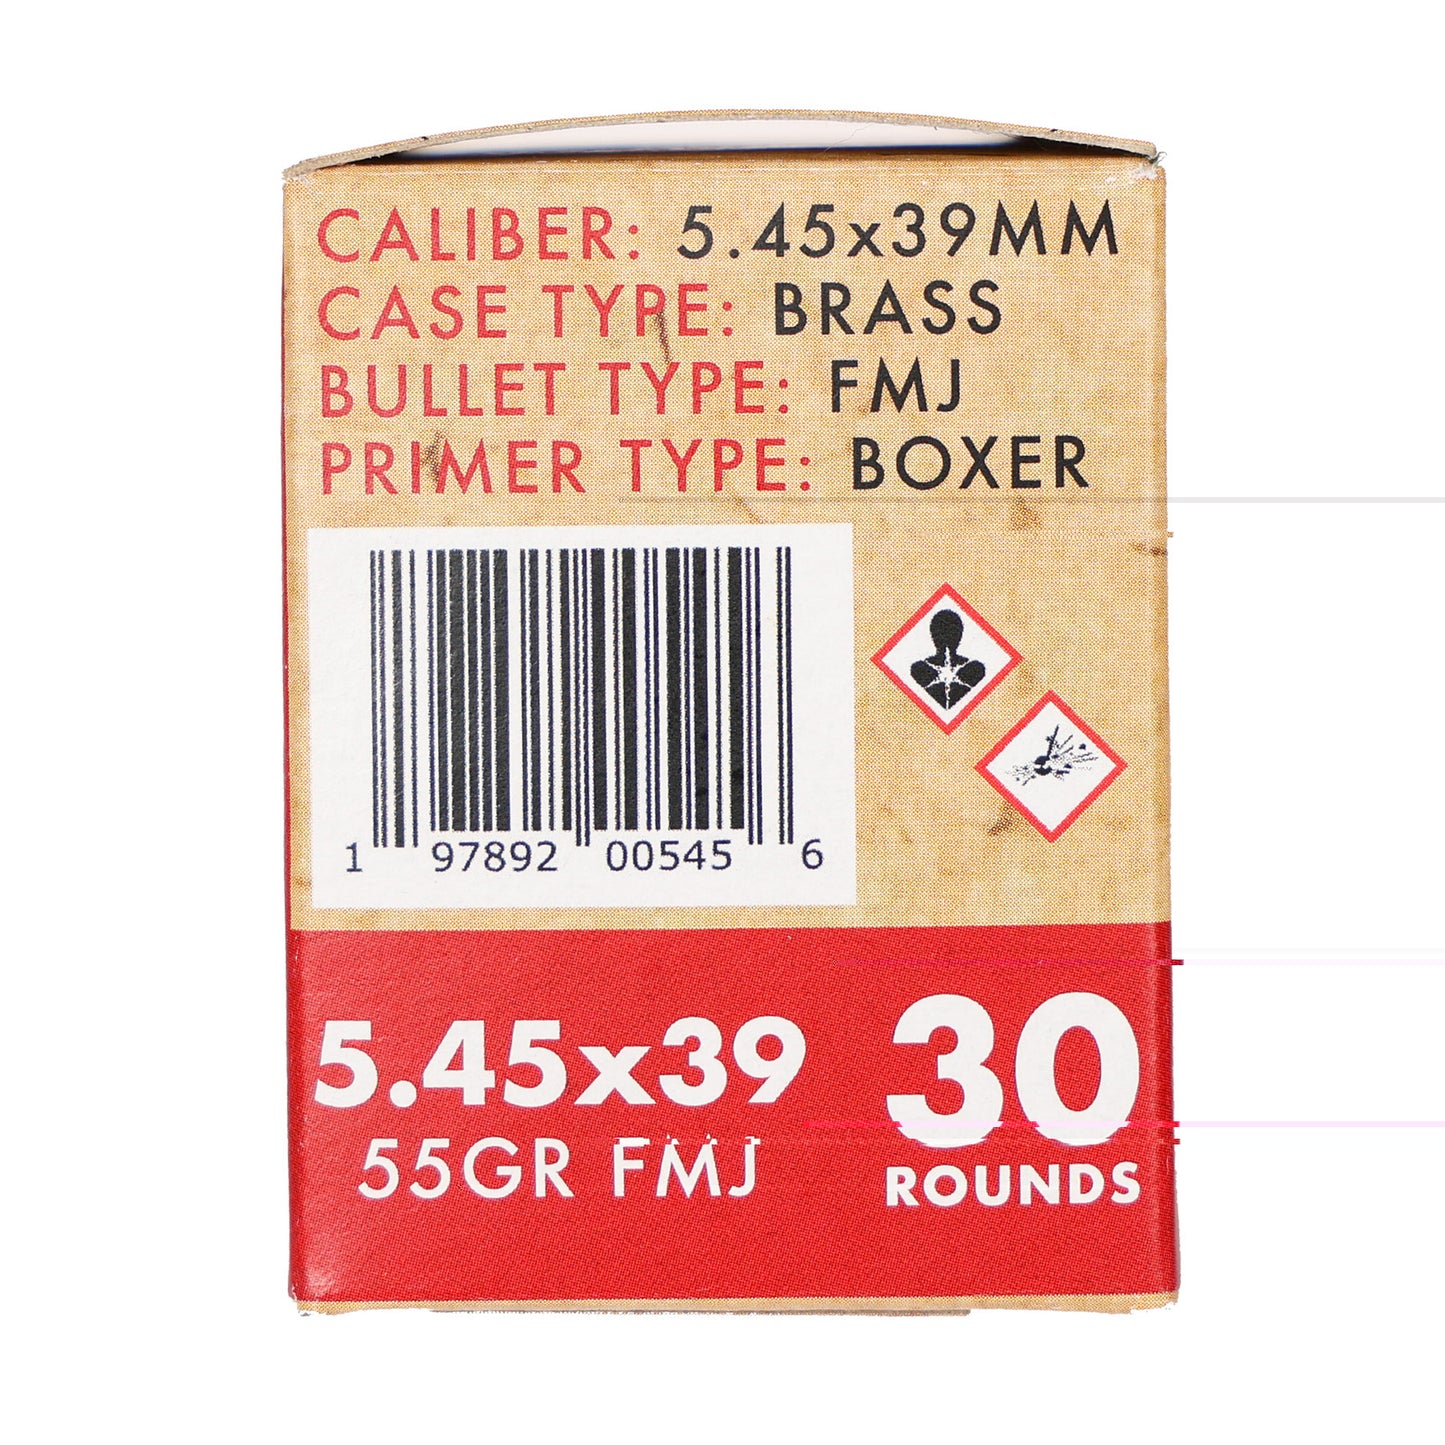 CALIBER: 5.45x39MM
CASE TYPE: BRASS
BULLET TYPE: FMJ
PRIMER TYPE: BOXER
1 97892 00545 6
5.45x39
55GR FMJ
30
ROUNDS